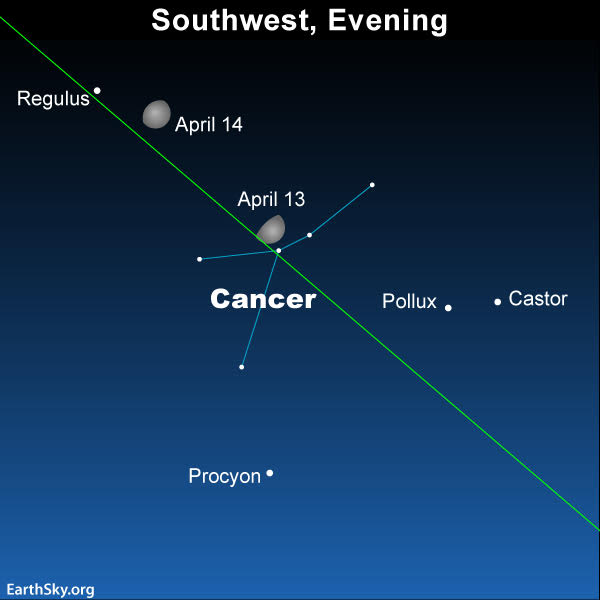 Southwest, Evening
Regulus
April 14
April 13
Cancer
Pollux
Castor
Procyon
EarthSky.org